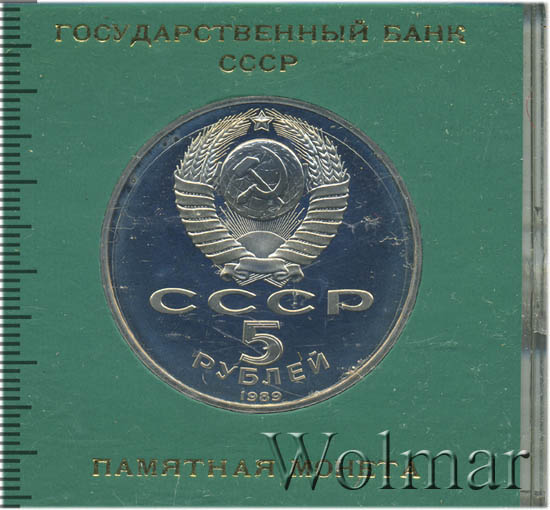 ГОСУДАРСТВЕННЫЙ БАНК
СССР
СССР
5
РУБЛЕЙ
1989
ПАМЯТНАЯ МОНЕТА
Wolmar